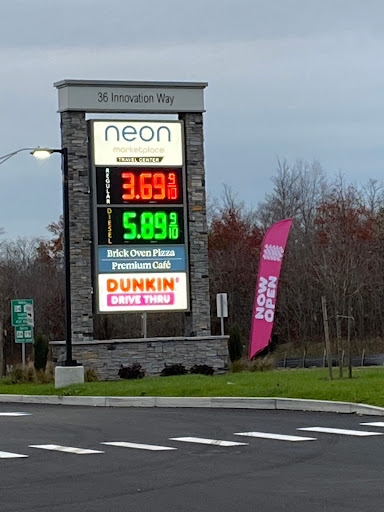 36 Innovation Way
neon
marketplace
TRAVEL CENTER
REGULAR 3.69 9/10
DIESEL 5.89 9/10
Brick Oven Pizza
Premium Café
DUNKIN'
DRIVE THRU
NOW
OPEN